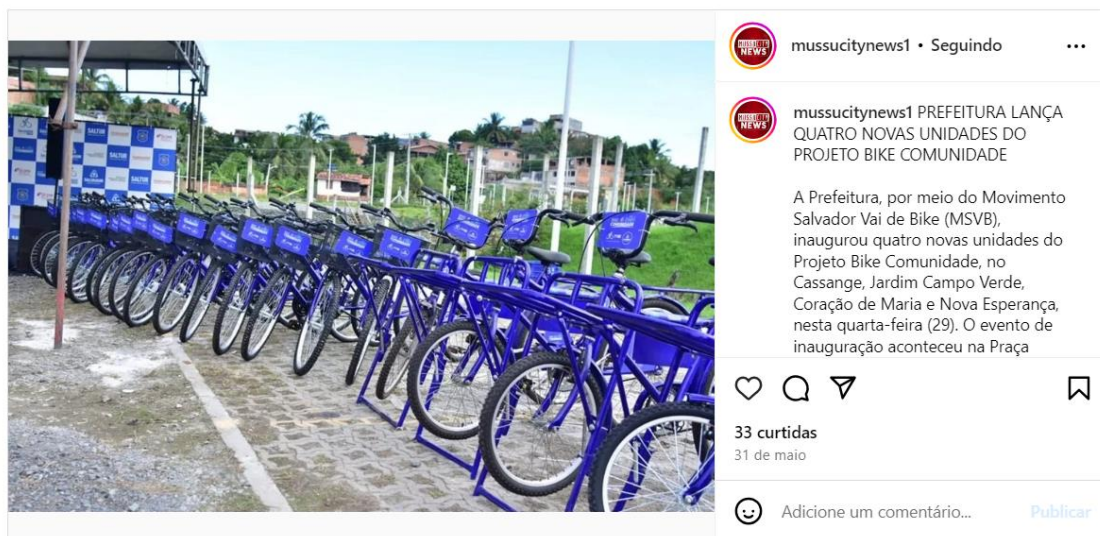 mussucitynews1 • Seguindo
mussucitynews1 PREFEITURA LANÇA
QUATRO NOVAS UNIDADES DO
PROJETO BIKE COMUNIDADE
A Prefeitura, por meio do Movimento
Salvador Vai de Bike (MSVB),
inaugurou quatro novas unidades do
Projeto Bike Comunidade, no
Cassange, Jardim Campo Verde,
Coração de Maria e Nova Esperança,
nesta quarta-feira (29). O evento de
inauguração aconteceu na Praça
33 curtidas
31 de maio
Adicione um comentário...
Publicar
NEWS
NEWS
SALTUR
SALTUR